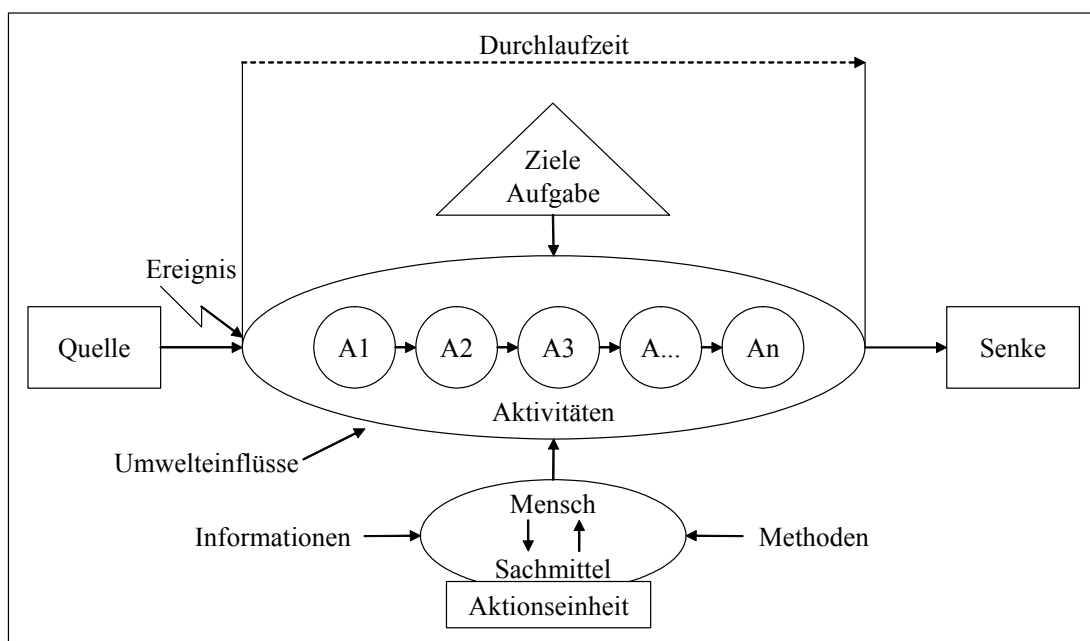 Durchlaufzeit
Ziele
Aufgabe
Ereignis
Quelle
A1
A2
A3
A...
An
Senke
Aktivitäten
Umwelteinflüsse
Mensch
Informationen
Methoden
Sachmittel
Aktionseinheit